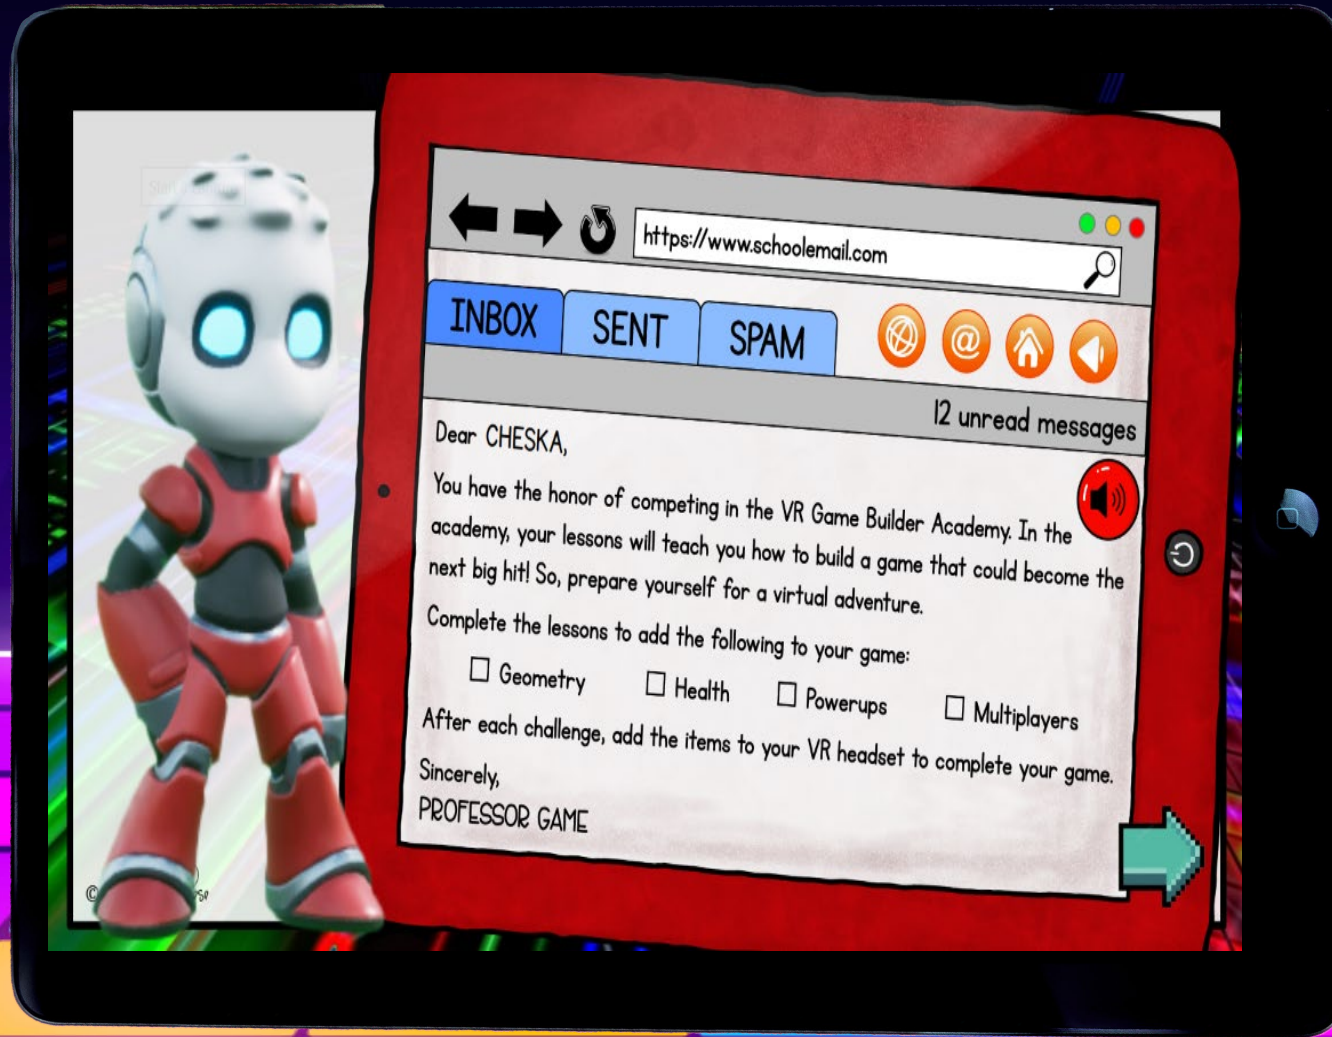 https://www.schoolemail.com
INBOX SENT SPAM
12 unread messages
Dear CHESKA,
You have the honor of competing in the VR Game Builder Academy. In the
academy, your lessons will teach you how to build a game that could become the
next big hit! So, prepare yourself for a virtual adventure.
Complete the lessons to add the following to your game:
Geometry Health Powerups Multiplayers
After each challenge, add the items to your VR headset to complete your game.
Sincerely,
PROFESSOR GAME
©